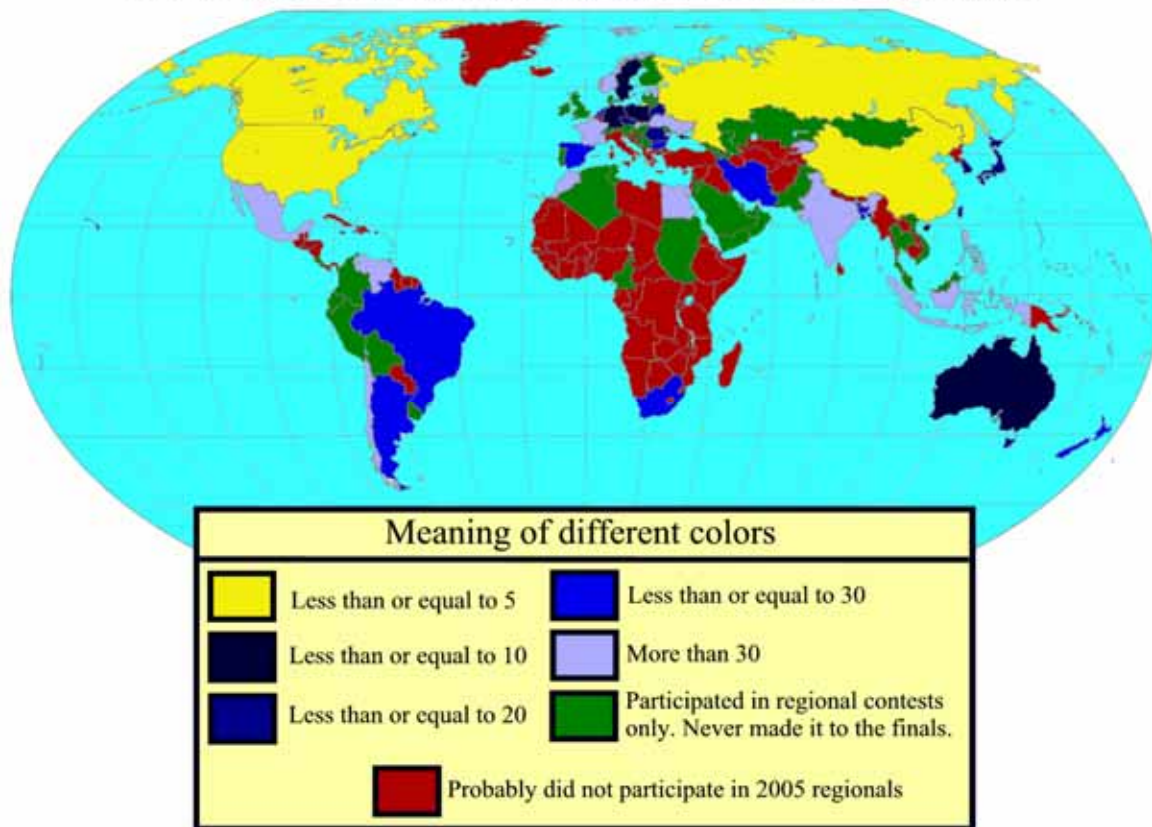 Meaning of different colors
Less than or equal to 5
Less than or equal to 30
Less than or equal to 10
More than 30
Less than or equal to 20
Participated in regional contests
only. Never made it to the finals.
Probably did not participate in 2005 regionals